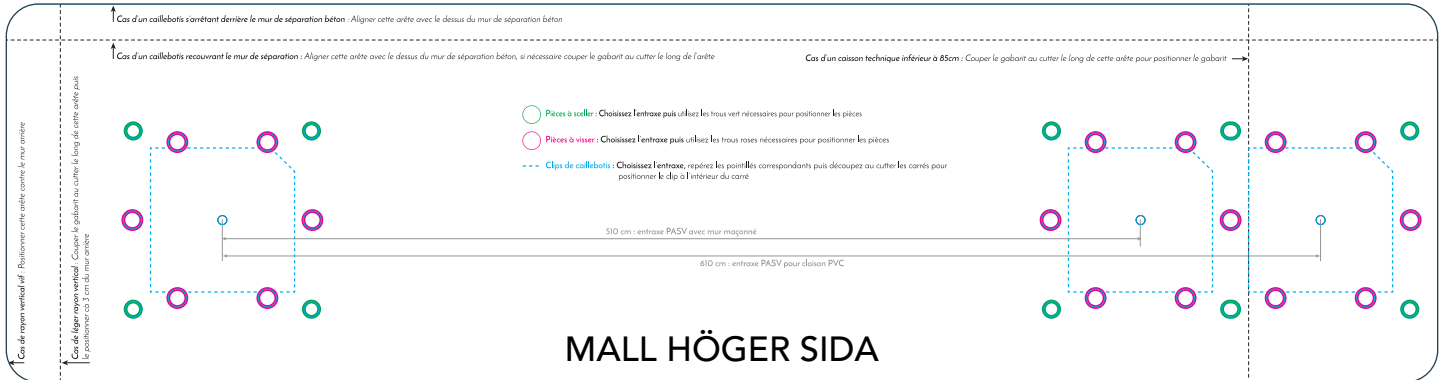 Cas d'un caillebotis s'arrêtant derrière le mur de séparation béton : Aligner cette arête avec le dessus du mur de séparation béton
Cas d'un caillebotis recouvrant le mur de séparation : Aligner cette arête avec le dessus du mur de séparation béton, si nécessaire couper le gabarit au cutter le long de l'arête
Cas d'un caisson technique inférieur à 85cm : Couper le gabarit au cutter le long de cette arête pour positionner le gabarit
Cas de rayon vertical vif : Positionner cette arête contre le mur arrière
Cas de léger rayon vertical : Couper le gabarit au cutter le long de cette arête puis
le positionner cà 3 cm du mur arrière
Pièces à sceller : Choisissez l'entraxe puis utilisez les trous vert nécessaires pour positionner les pièces
Pièces à visser : Choisissez l'entraxe puis utilisez les trous roses nécessaires pour positionner les pièces
Clips de caillebotis : Choisissez l'entraxe, repérez les pointillés correspondants puis découpez au cutter les carrés pour
positionner le clip à l'intérieur du carré
510 cm : entraxe PASV avec mur maçonné
610 cm : entraxe PASV pour cloison PVC
MALL HÖGER SIDA